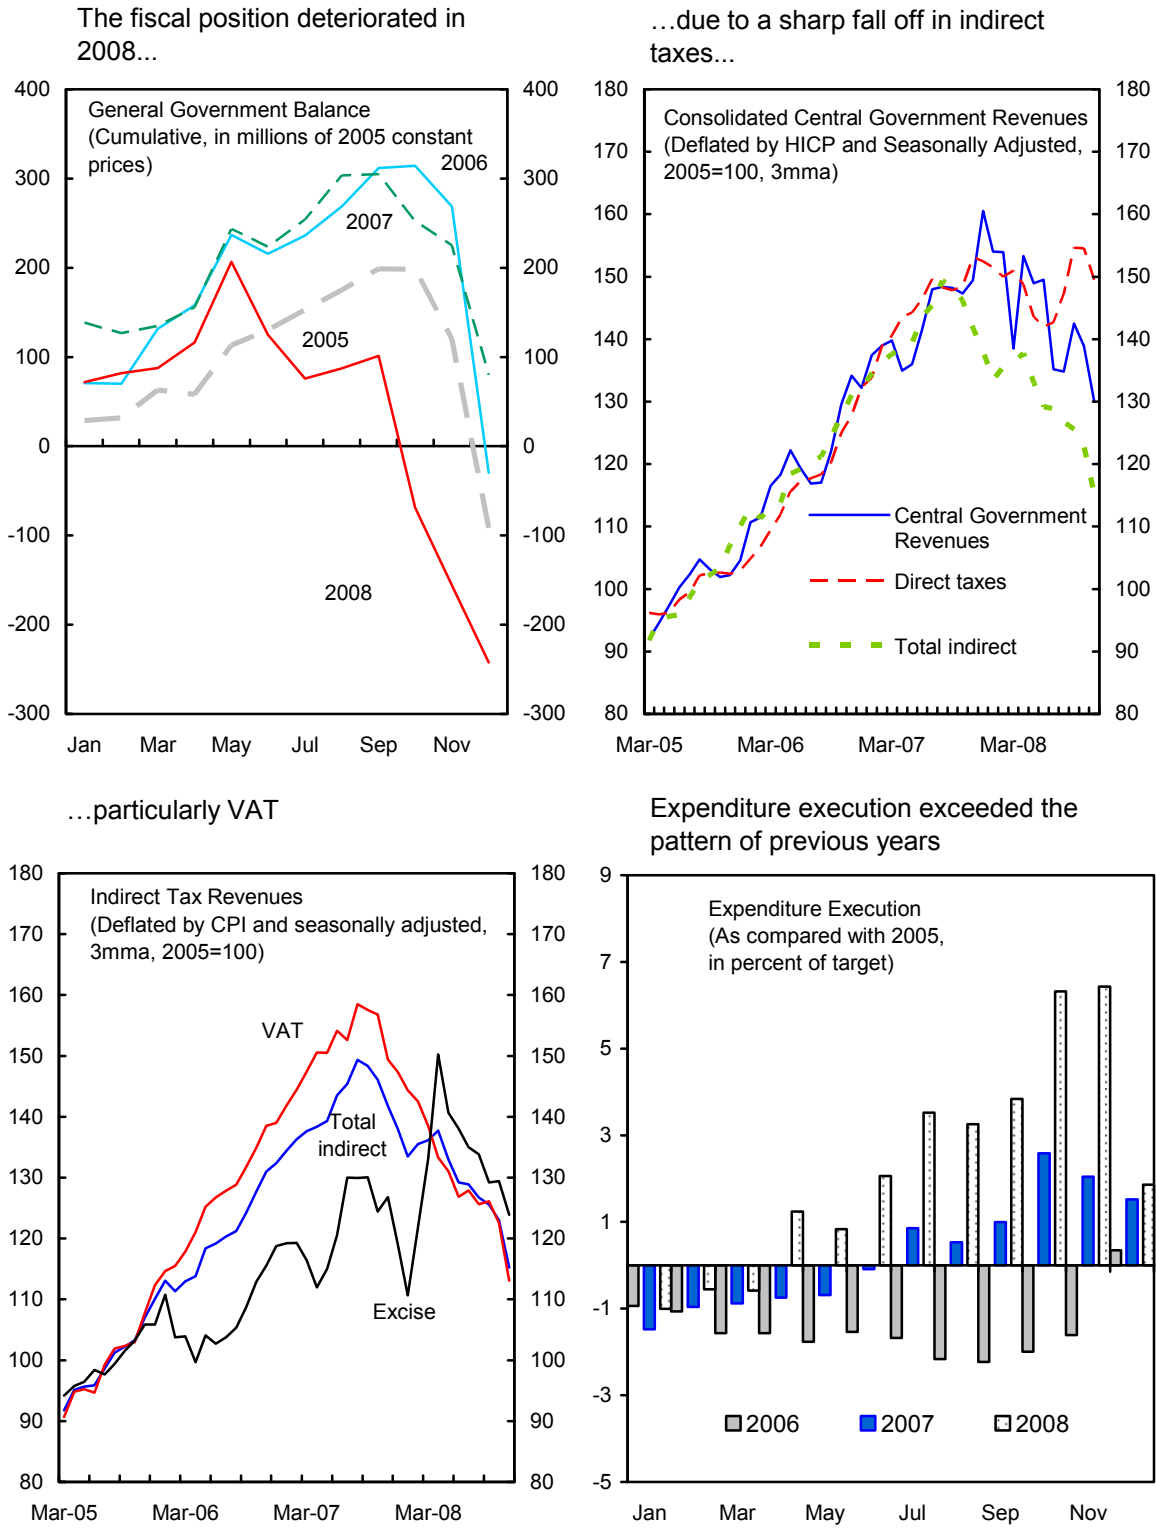 The fiscal position deteriorated in
2008...
400
300
200
100
0
-100
-200
-300
400
300
200
100
0
-100
-200
-300
General Government Balance
(Cumulative, in millions of 2005 constant
prices)
2006
2007
2005
2008
Jan Mar May Jul Sep Nov
…due to a sharp fall off in indirect
taxes...
180
170
160
150
140
130
120
110
100
90
80
180
170
160
150
140
130
120
110
100
90
80
Consolidated Central Government Revenues
(Deflated by HICP and Seasonally Adjusted,
2005=100, 3mma)
Central Government
Revenues
Direct taxes
Total indirect
Mar-05 Mar-06 Mar-07 Mar-08
…particularly VAT
180
170
160
150
140
130
120
110
100
90
80
180
170
160
150
140
130
120
110
100
90
80
Indirect Tax Revenues
(Deflated by CPI and seasonally adjusted,
3mma, 2005=100)
VAT
Total
indirect
Excise
Mar-05 Mar-06 Mar-07 Mar-08
Expenditure execution exceeded the
pattern of previous years
9
7
5
3
1
-1
-3
-5
Expenditure Execution
(As compared with 2005,
in percent of target)
2006 2007 2008
Jan Mar May Jul Sep Nov